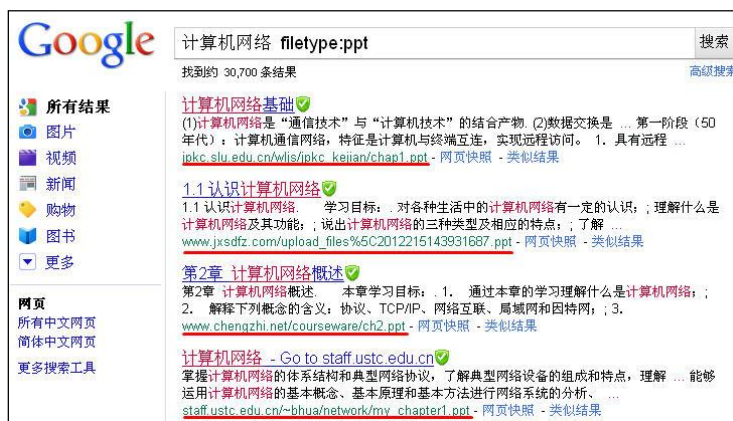 Google
计算机网络 filetype:ppt
搜索
找到约 30,700 条结果
高级搜索
所有结果
图片
视频
新闻
购物
图书
更多
网页
所有中文网页
简体中文网页
更多搜索工具
计算机网络基础
(1)计算机网络是“通信技术”与“计算机技术”的结合产物. (2)数据交换是 ... 第一阶段(50
年代):计算机通信网络,特征是计算机与终端互连,实现远程访问。 1. 具有远程 ...
jpkc.slu.edu.cn/wljs/jpkc_kejian/chap1.ppt - 网页快照 - 类似结果
1.1 认识计算机网络
1.1 认识计算机网络. 学习目标:. 对各种生活中的计算机网络有一定的认识;; 理解什么是
计算机网络及其功能;; 说出计算机网络的三种类型及相应的特点;; 了解 ...
www.jxsdfz.com/upload_files%5C2012215143931687.ppt - 网页快照 - 类似结果
第2章 计算机网络概述
第2章 计算机网络概述. 本章学习目标:. 1. 通过本章的学习理解什么是计算机网络;;
2. 解释下列概念的含义:协议、TCP/IP、网络互联、局域网和因特网;; 3.
www.chengzhi.net/courseware/ch2.ppt - 网页快照 - 类似结果
计算机网络 - Go to staff.ustc.edu.cn
掌握计算机网络的体系结构和典型网络协议,了解典型网络设备的组成和特点,理解 ... 能够
运用计算机网络的基本概念、基本原理和基本方法进行网络系统的分析、 ...
staff.ustc.edu.cn/~bhua/network/my_chapter1.ppt - 网页快照 - 类似结果